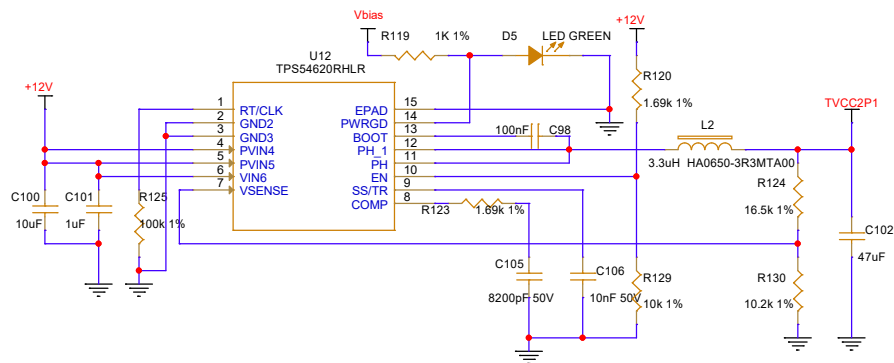 Vbias
+12V
R119
1K 1%
D5
LED GREEN
U12
TPS54620RHLR
+12V
R120
1.69k 1%
TVCC2P1
1
RT/CLK
2
GND2
3
GND3
4
PVIN4
5
PVIN5
6
VIN6
7
VSENSE
EPAD
15
PWRGD
14
BOOT
13
PH_1
12
PH
11
EN
10
SS/TR
9
COMP
8
100nF
C98
L2
3.3uH HA0650-3R3MTA00
C100
10uF
C101
1uF
R125
100k 1%
R123
1.69k 1%
R124
16.5k 1%
C102
47uF
C105
8200pF 50V
C106
10nF 50V
R129
10k 1%
R130
10.2k 1%